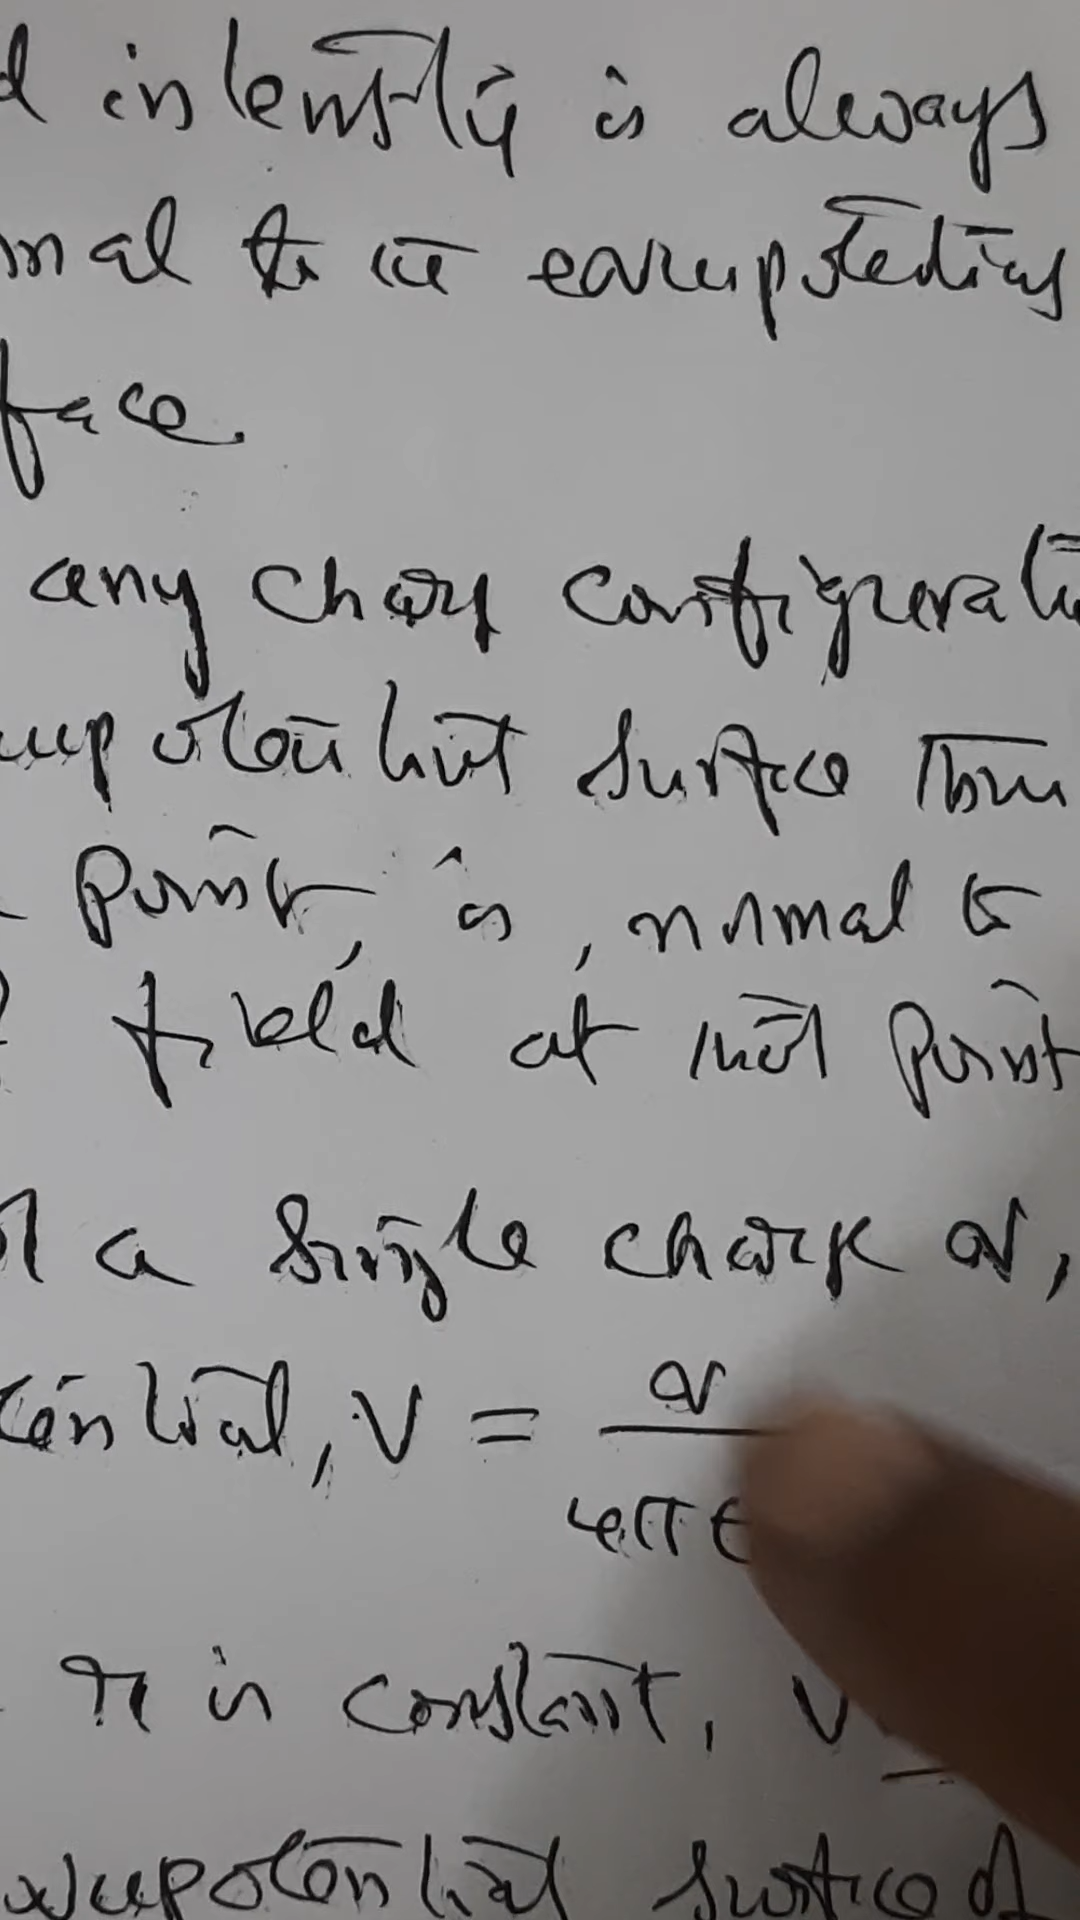 d intensity is always
mal to the equipotential
face.
any charge configuration
equipotential surface through
Point, is, normal to
field at that Point
of a Single charge q,
tential, V = q / 4πε
r is constant, V
equipotential surface of